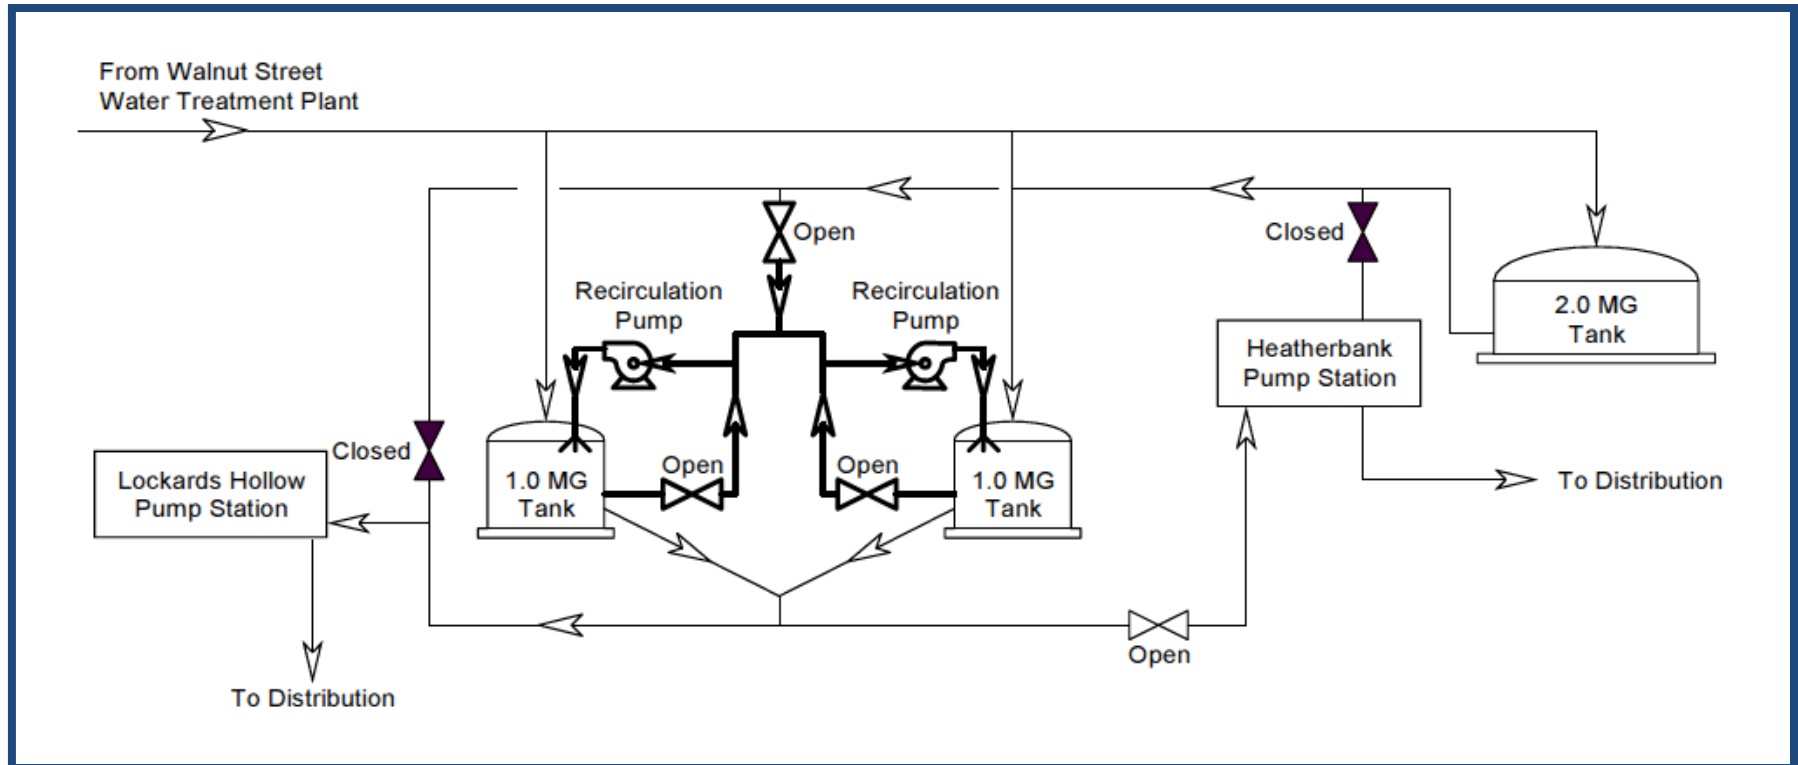 From Walnut Street
Water Treatment Plant
Open
Closed
Recirculation
Pump
Recirculation
Pump
2.0 MG
Tank
Heatherbank
Pump Station
Closed
Open
Open
Lockards Hollow
Pump Station
1.0 MG
Tank
1.0 MG
Tank
To Distribution
Open
To Distribution